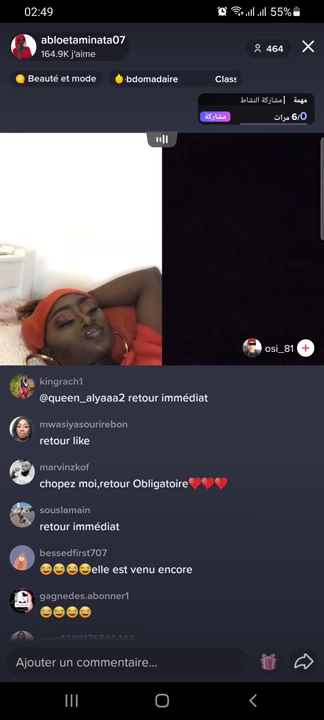 02:49
55%
abloetaminata07
164.9K j'aime
464
Beauté et mode
bdomadaire
Class
مهمة | مشاركة النشاط
6/0 مرات
مشاركة
osi_81
kingrach1
@queen_alyaaa2 retour immédiat
mwasiyasourirebon
retour like
marvinzkof
chopez moi,retour Obligatoire❤️❤️❤️
souslamain
retour immédiat
bessedfirst707
😂😂😂😂elle est venu encore
gagnedes.abonner1
😂😂😂😂
Ajouter un commentaire...